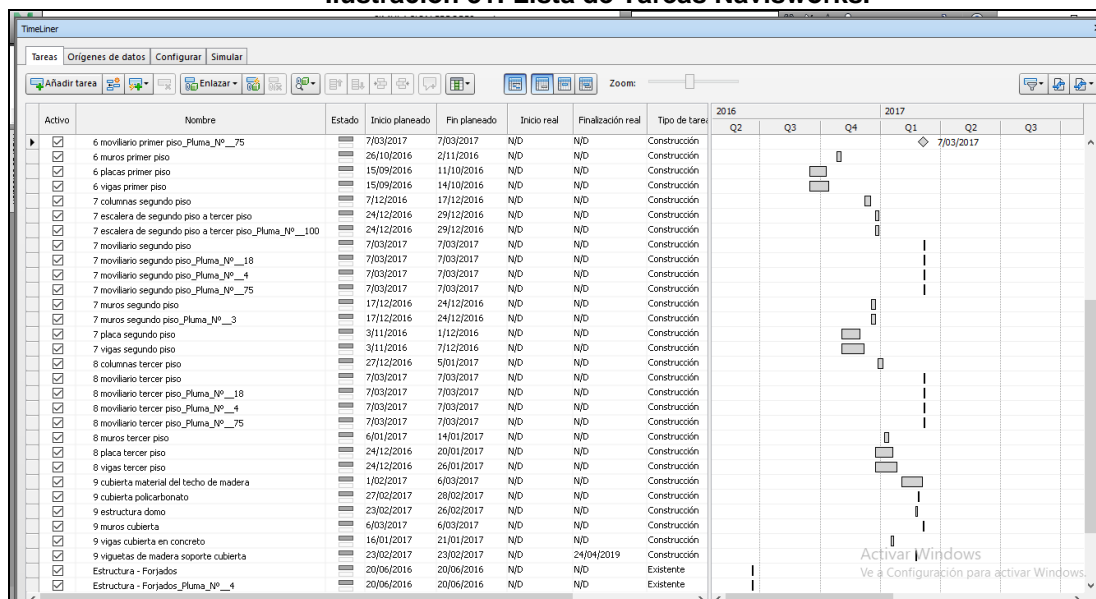 TimeLiner
Tareas Orígenes de datos Configurar Simular
Añadir tarea Enlazar Zoom:
Activo Nombre Estado Inicio planeado Fin planeado Inicio real Finalización real Tipo de tarea 2016 2017
Q2 Q3 Q4 Q1 Q2 Q3
6 moviliario primer piso_Pluma_Nº__75 7/03/2017 7/03/2017 N/D N/D Construcción 7/03/2017
6 muros primer piso 26/10/2016 2/11/2016 N/D N/D Construcción
6 placas primer piso 15/09/2016 11/10/2016 N/D N/D Construcción
6 vigas primer piso 15/09/2016 14/10/2016 N/D N/D Construcción
7 columnas segundo piso 7/12/2016 17/12/2016 N/D N/D Construcción
7 escalera de segundo piso a tercer piso 24/12/2016 29/12/2016 N/D N/D Construcción
7 escalera de segundo piso a tercer piso_Pluma_Nº__100 24/12/2016 29/12/2016 N/D N/D Construcción
7 moviliario segundo piso 7/03/2017 7/03/2017 N/D N/D Construcción
7 moviliario segundo piso_Pluma_Nº__18 7/03/2017 7/03/2017 N/D N/D Construcción
7 moviliario segundo piso_Pluma_Nº__4 7/03/2017 7/03/2017 N/D N/D Construcción
7 moviliario segundo piso_Pluma_Nº__75 7/03/2017 7/03/2017 N/D N/D Construcción
7 muros segundo piso 17/12/2016 24/12/2016 N/D N/D Construcción
7 muros segundo piso_Pluma_Nº__3 17/12/2016 24/12/2016 N/D N/D Construcción
7 placa segundo piso 3/11/2016 1/12/2016 N/D N/D Construcción
7 vigas segundo piso 3/11/2016 7/12/2016 N/D N/D Construcción
8 columnas tercer piso 27/12/2016 5/01/2017 N/D N/D Construcción
8 moviliario tercer piso 7/03/2017 7/03/2017 N/D N/D Construcción
8 moviliario tercer piso_Pluma_Nº__18 7/03/2017 7/03/2017 N/D N/D Construcción
8 moviliario tercer piso_Pluma_Nº__4 7/03/2017 7/03/2017 N/D N/D Construcción
8 moviliario tercer piso_Pluma_Nº__75 7/03/2017 7/03/2017 N/D N/D Construcción
8 muros tercer piso 6/01/2017 14/01/2017 N/D N/D Construcción
8 placa tercer piso 24/12/2016 20/01/2017 N/D N/D Construcción
8 vigas tercer piso 24/12/2016 26/01/2017 N/D N/D Construcción
9 cubierta material del techo de madera 1/02/2017 6/03/2017 N/D N/D Construcción
9 cubierta policarbonato 27/02/2017 28/02/2017 N/D N/D Construcción
9 estructura domo 23/02/2017 26/02/2017 N/D N/D Construcción
9 muros cubierta 6/03/2017 6/03/2017 N/D N/D Construcción
9 vigas cubierta en concreto 16/01/2017 21/01/2017 N/D N/D Construcción
9 viguetas de madera soporte cubierta 23/02/2017 23/02/2017 N/D 24/04/2019 Construcción
Estructura - Forjados 20/06/2016 20/06/2016 N/D N/D Existente
Estructura - Forjados_Pluma_Nº__4 20/06/2016 20/06/2016 N/D N/D Existente
Activar Windows
Ve a Configuración para activar Windows.